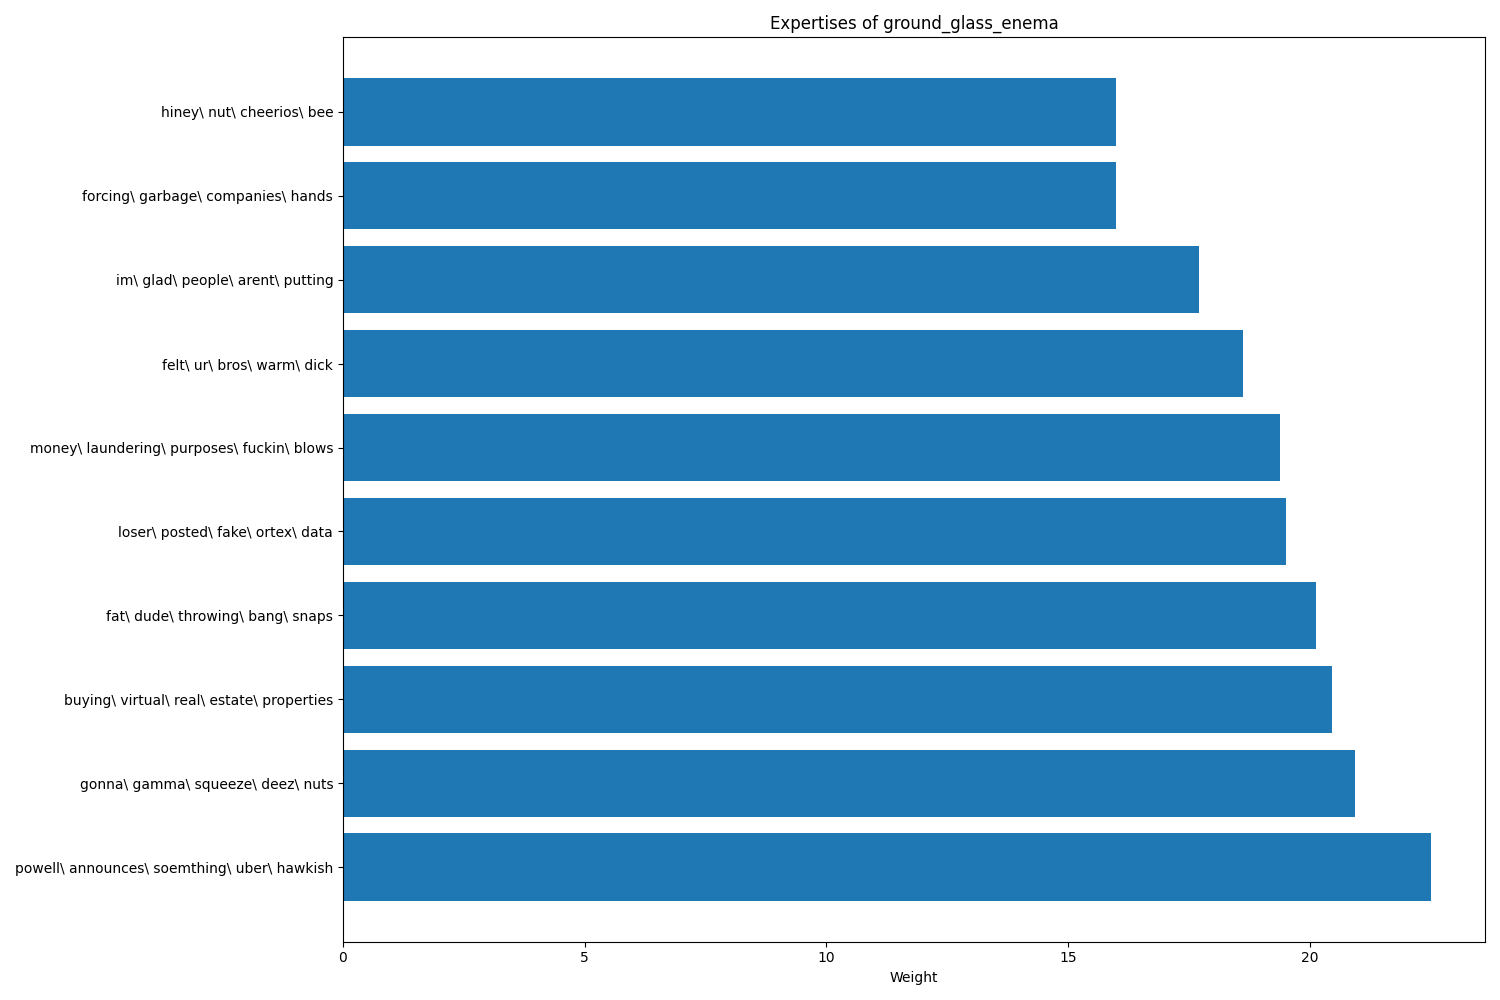 Expertises of ground_glass_enema
hiney\ nut\ cheerios\ bee
forcing\ garbage\ companies\ hands
im\ glad\ people\ arent\ putting
felt\ ur\ bros\ warm\ dick
money\ laundering\ purposes\ fuckin\ blows
loser\ posted\ fake\ ortex\ data
fat\ dude\ throwing\ bang\ snaps
buying\ virtual\ real\ estate\ properties
gonna\ gamma\ squeeze\ deez\ nuts
powell\ announces\ soemthing\ uber\ hawkish
0 5 10 15 20
Weight